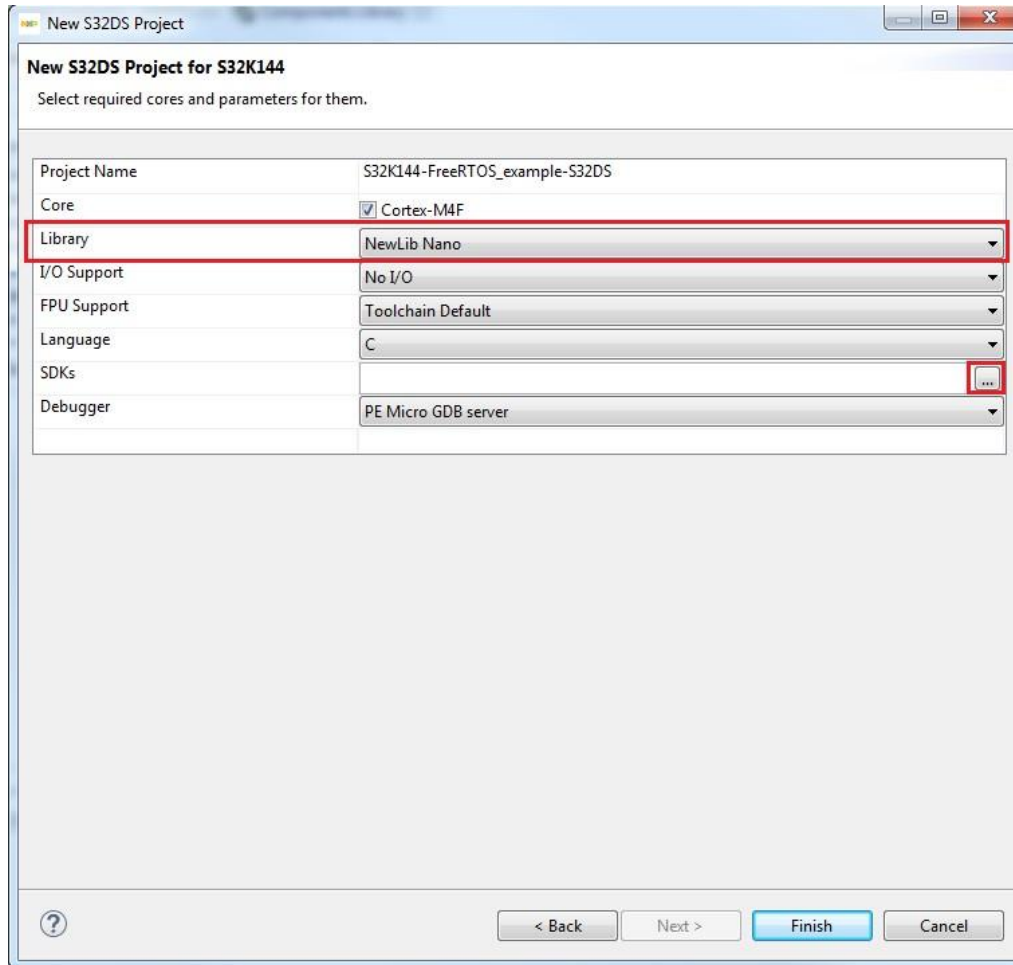 New S32DS Project
New S32DS Project for S32K144
Select required cores and parameters for them.
Project Name S32K144-FreeRTOS_example-S32DS
Core Cortex-M4F
Library NewLib Nano
I/O Support No I/O
FPU Support Toolchain Default
Language C
SDKs ...
Debugger PE Micro GDB server
? < Back Next > Finish Cancel